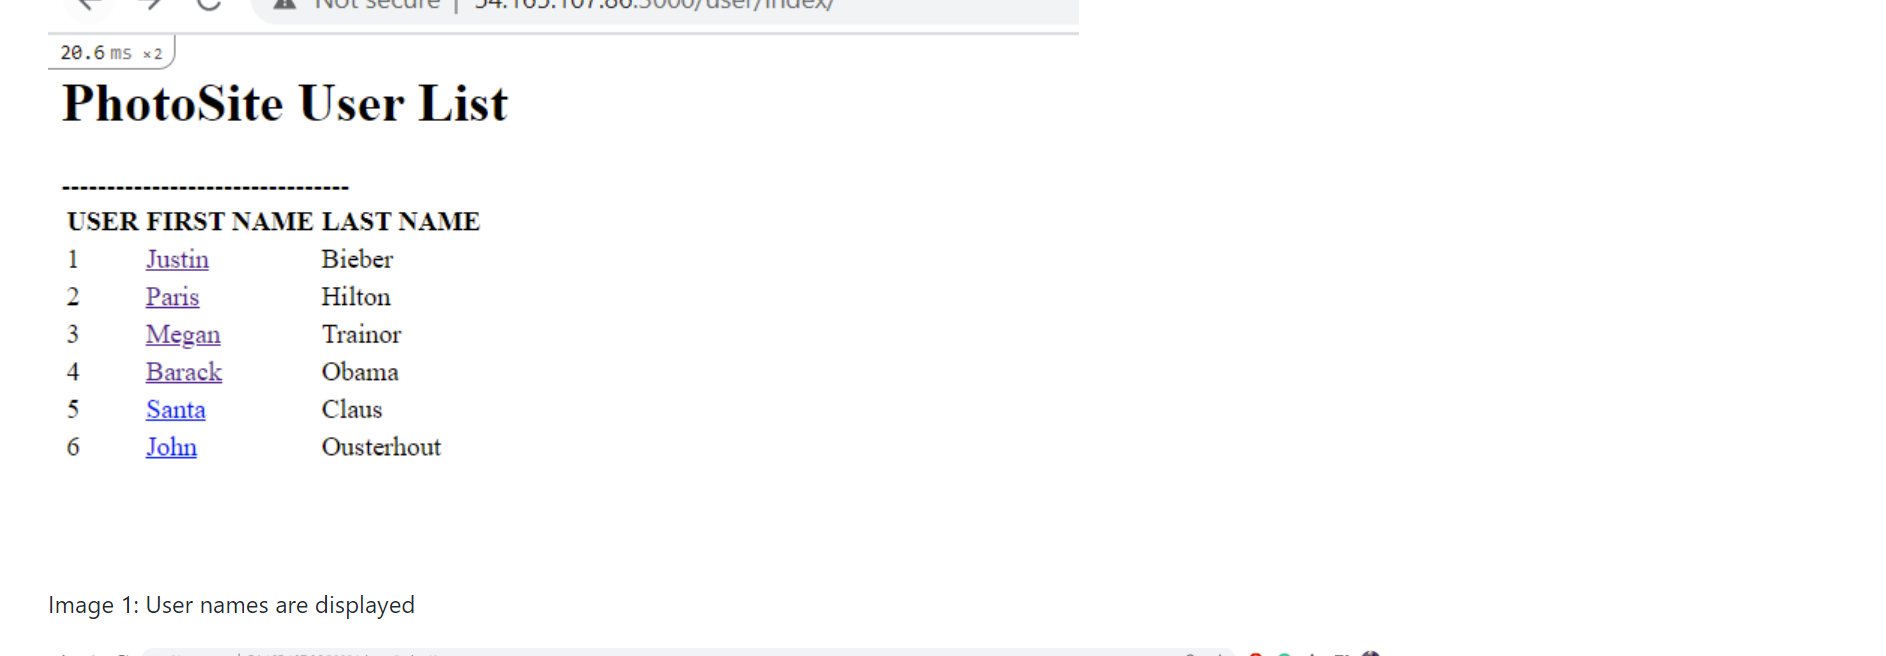 Not secure | 54.165.107.86:3000/user/index/
20.6 ms ×2
PhotoSite User List
--------------------------------
USER FIRST NAME LAST NAME
1 Justin Bieber
2 Paris Hilton
3 Megan Trainor
4 Barack Obama
5 Santa Claus
6 John Ousterhout
Image 1: User names are displayed